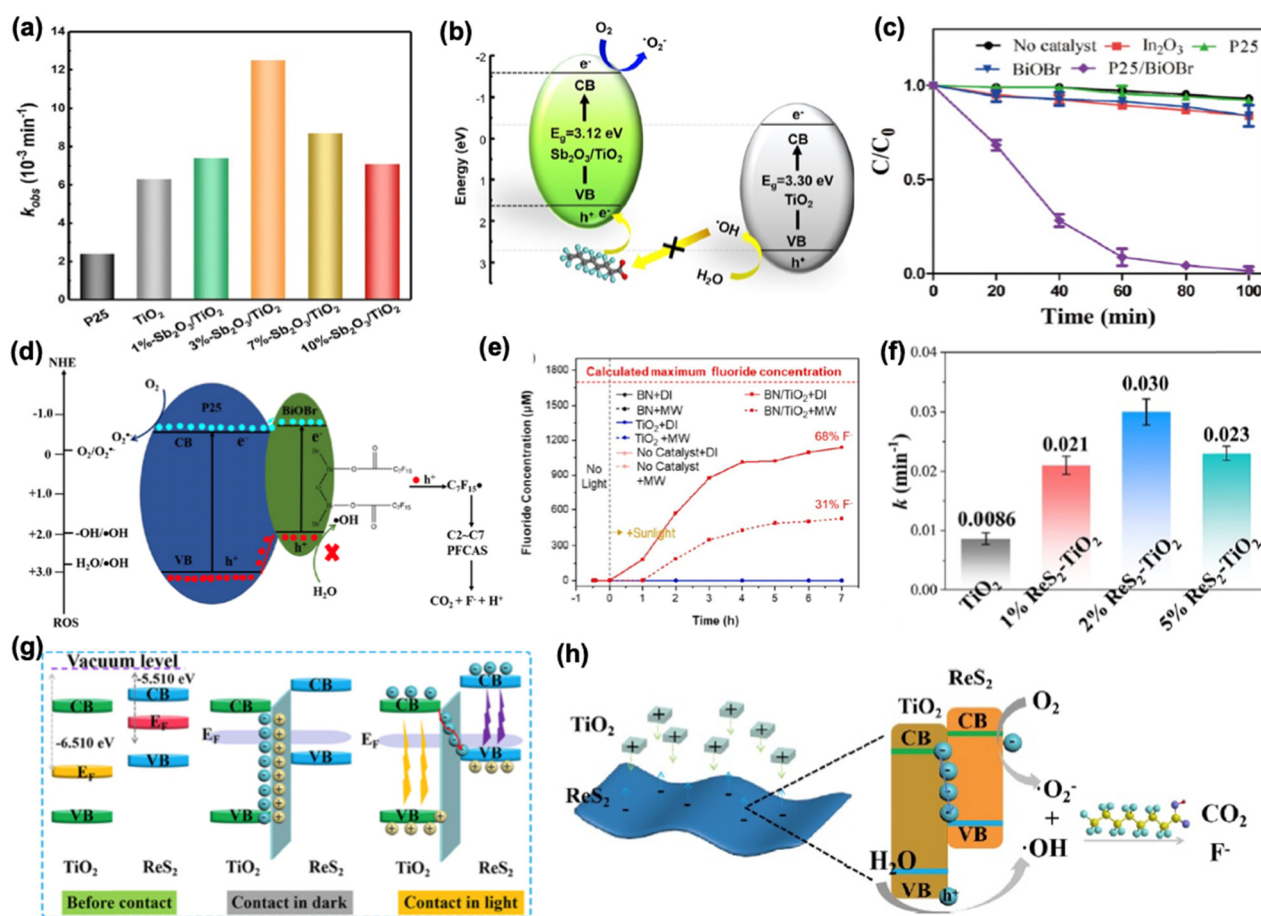 (a)
14
12
10
8
6
4
2
0
k_obs (10⁻³ min⁻¹)
P25
TiO₂
1%-Sb₂O₃/TiO₂
3%-Sb₂O₃/TiO₂
7%-Sb₂O₃/TiO₂
10%-Sb₂O₃/TiO₂
(b)
Energy (eV)
-2
-1
0
1
2
3
O₂
·O₂⁻
e⁻
CB
E_g=3.12 eV
Sb₂O₃/TiO₂
VB
h⁺ e⁻
e⁻
CB
E_g=3.30 eV
TiO₂
VB
h⁺
·OH
H₂O
(c)
No catalyst
In₂O₃
P25
BiOBr
P25/BiOBr
C/C₀
1.0
0.5
0.0
0
20
40
60
80
100
Time (min)
(d)
NHE
-1.0
0
+1.0
+2.0
+3.0
ROS
O₂/O₂•⁻
-OH/•OH
H₂O/•OH
O₂
O₂•
P25
CB
e⁻
VB
h⁺
BiOBr
e⁻
h⁺
Bi
O
C
C₇F₁₅
O
Bi
O
C
C₇F₁₅
•OH
H₂O
h⁺
C₇F₁₅•
C2~C7
PFCAS
CO₂ + F⁻ + H⁺
(e)
Fluoride Concentration (µM)
1800
1500
1200
900
600
300
0
Calculated maximum fluoride concentration
BN+DI
BN+MW
TiO₂+DI
TiO₂+MW
No Catalyst+DI
No Catalyst
+MW
BN/TiO₂+DI
BN/TiO₂+MW
No
Light
+Sunlight
68% F⁻
31% F⁻
-1
0
1
2
3
4
5
6
7
Time (h)
(f)
k (min⁻¹)
0.04
0.03
0.02
0.01
0.00
0.0086
0.021
0.030
0.023
TiO₂
1% ReS₂-TiO₂
2% ReS₂-TiO₂
5% ReS₂-TiO₂
(g)
Vacuum level
-5.510 eV
-6.510 eV
CB
E_F
VB
CB
E_F
VB
TiO₂
ReS₂
Before contact
CB
E_F
VB
CB
VB
TiO₂
ReS₂
Contact in dark
CB
E_F
VB
VB
CB
TiO₂
ReS₂
Contact in light
(h)
TiO₂
ReS₂
TiO₂
ReS₂
CB
CB
VB
VB
h⁺
H₂O
O₂
·O₂⁻
+
·OH
CO₂
F⁻